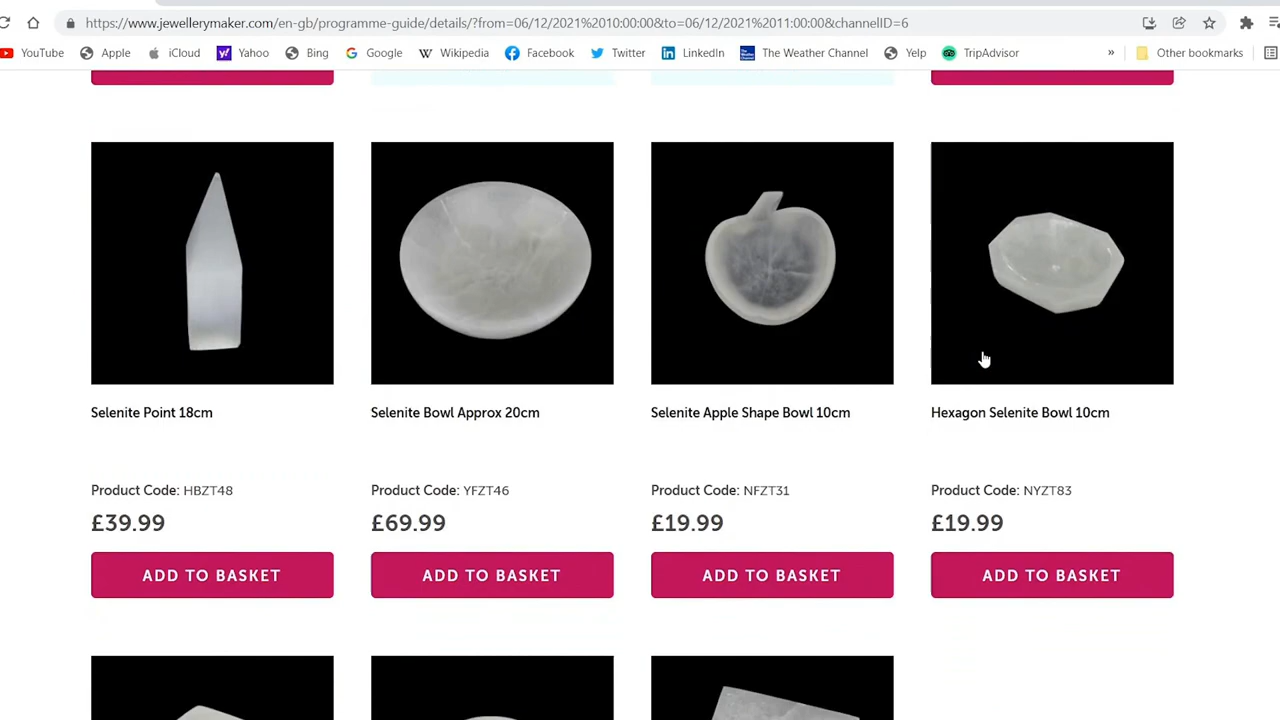 https://www.jewellerymaker.com/en-gb/programme-guide/details/?from=06/12/2021%2010:00:00&to=06/12/2021%2011:00:00&channelID=6
YouTube Apple iCloud Yahoo Bing Google Wikipedia Facebook Twitter LinkedIn The Weather Channel Yelp TripAdvisor » Other bookmarks
Selenite Point 18cm Selenite Bowl Approx 20cm Selenite Apple Shape Bowl 10cm Hexagon Selenite Bowl 10cm
Product Code: HBZT48 Product Code: YFZT46 Product Code: NFZT31 Product Code: NYZT83
£39.99 £69.99 £19.99 £19.99
ADD TO BASKET ADD TO BASKET ADD TO BASKET ADD TO BASKET